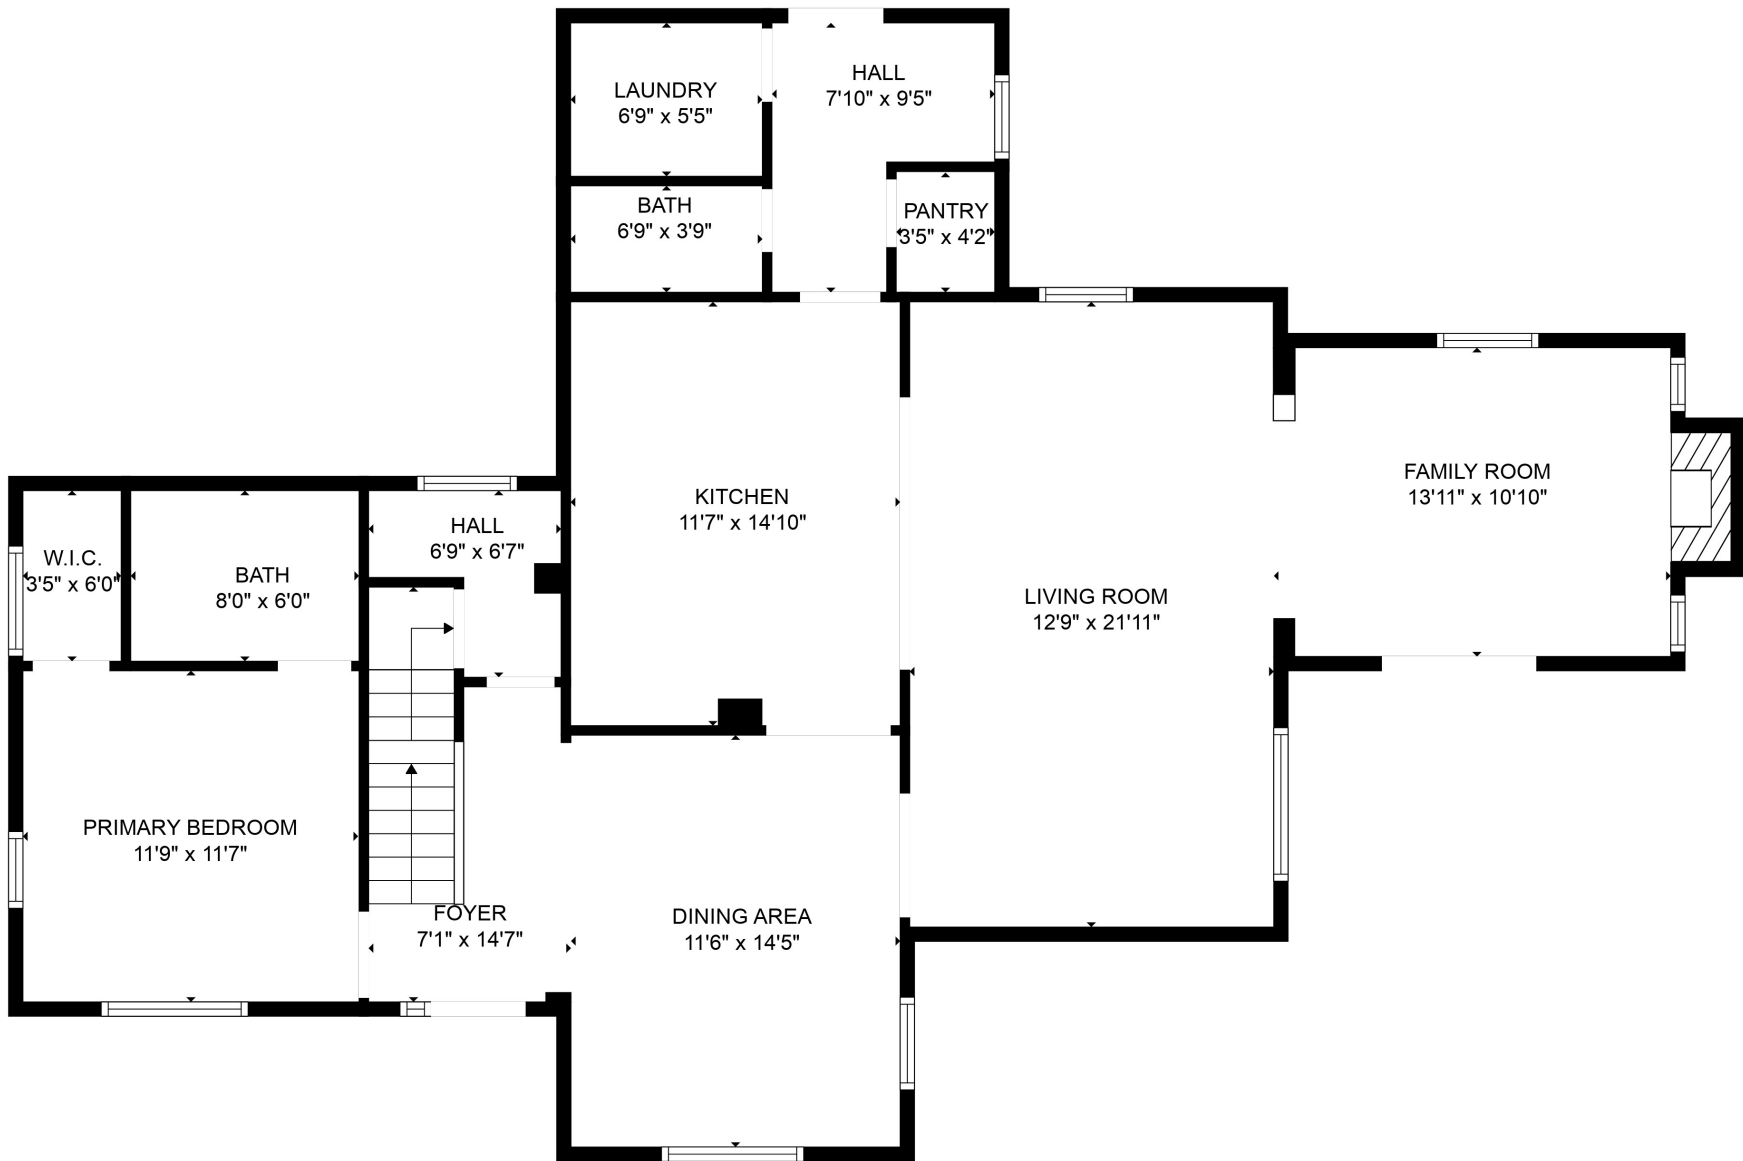 LAUNDRY
6'9" x 5'5"
HALL
7'10" x 9'5"
BATH
6'9" x 3'9"
PANTRY
3'5" x 4'2"
KITCHEN
11'7" x 14'10"
FAMILY ROOM
13'11" x 10'10"
HALL
6'9" x 6'7"
W.I.C.
3'5" x 6'0"
BATH
8'0" x 6'0"
LIVING ROOM
12'9" x 21'11"
PRIMARY BEDROOM
11'9" x 11'7"
FOYER
7'1" x 14'7"
DINING AREA
11'6" x 14'5"